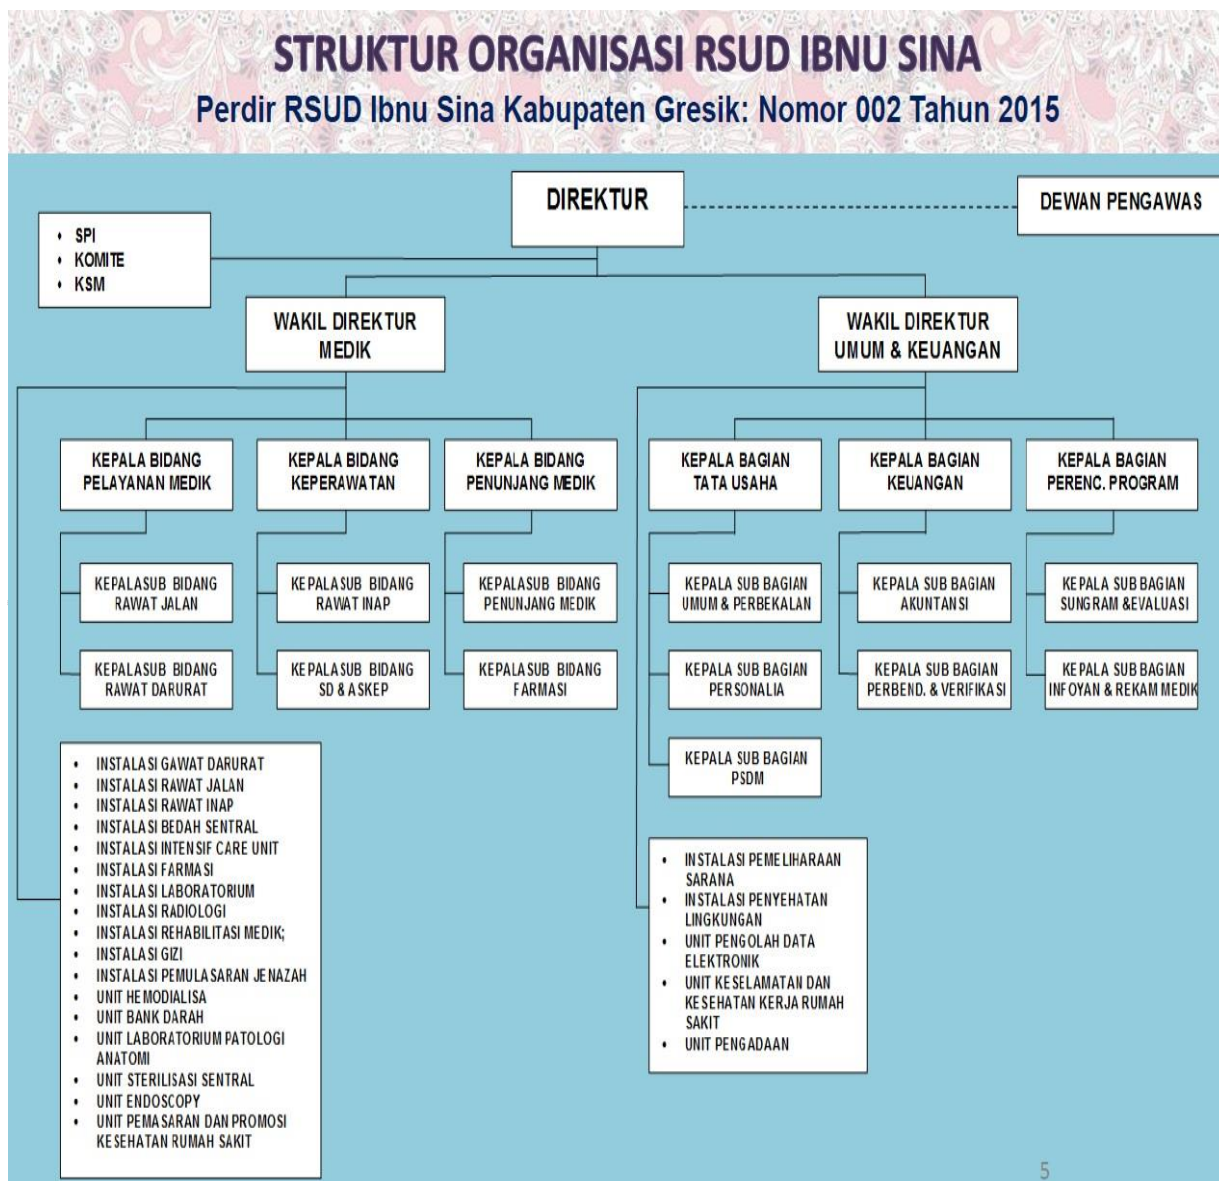 STRUKTUR ORGANISASI RSUD IBNU SINA
Perdir RSUD Ibnu Sina Kabupaten Gresik: Nomor 002 Tahun 2015
DIREKTUR
DEWAN PENGAWAS
• SPI
• KOMITE
• KSM
WAKIL DIREKTUR
MEDIK
WAKIL DIREKTUR
UMUM & KEUANGAN
KEPALA BIDANG
PELAYANAN MEDIK
KEPALA BIDANG
KEPERAWATAN
KEPALA BIDANG
PENUNJANG MEDIK
KEPALA BAGIAN
TATA USAHA
KEPALA BAGIAN
KEUANGAN
KEPALA BAGIAN
PERENC. PROGRAM
KEPALASUB BIDANG
RAWAT JALAN
KEPALASUB BIDANG
RAWAT INAP
KEPALASUB BIDANG
PENUNJANG MEDIK
KEPALA SUB BAGIAN
UMUM & PERBEKALAN
KEPALA SUB BAGIAN
AKUNTANSI
KEPALA SUB BAGIAN
SUNGRAM &EVALUASI
KEPALASUB BIDANG
RAWAT DARURAT
KEPALASUB BIDANG
SD & ASKEP
KEPALASUB BIDANG
FARMASI
KEPALA SUB BAGIAN
PERSONALIA
KEPALA SUB BAGIAN
PERBEND. & VERIFIKASI
KEPALA SUB BAGIAN
INFOYAN & REKAM MEDIK
KEPALA SUB BAGIAN
PSDM
• INSTALASI GAWAT DARURAT
• INSTALASI RAWAT JALAN
• INSTALASI RAWAT INAP
• INSTALASI BEDAH SENTRAL
• INSTALASI INTENSIF CARE UNIT
• INSTALASI FARMASI
• INSTALASI LABORATORIUM
• INSTALASI RADIOLOGI
• INSTALASI REHABILITASI MEDIK;
• INSTALASI GIZI
• INSTALASI PEMULASARAN JENAZAH
• UNIT HEMODIALISA
• UNIT BANK DARAH
• UNIT LABORATORIUM PATOLOGI
ANATOMI
• UNIT STERILISASI SENTRAL
• UNIT ENDOSCOPY
• UNIT PEMASARAN DAN PROMOSI
KESEHATAN RUMAH SAKIT
• INSTALASI PEMELIHARAAN
SARANA
• INSTALASI PENYEHATAN
LINGKUNGAN
• UNIT PENGOLAH DATA
ELEKTRONIK
• UNIT KESELAMATAN DAN
KESEHATAN KERJA RUMAH
SAKIT
• UNIT PENGADAAN
5